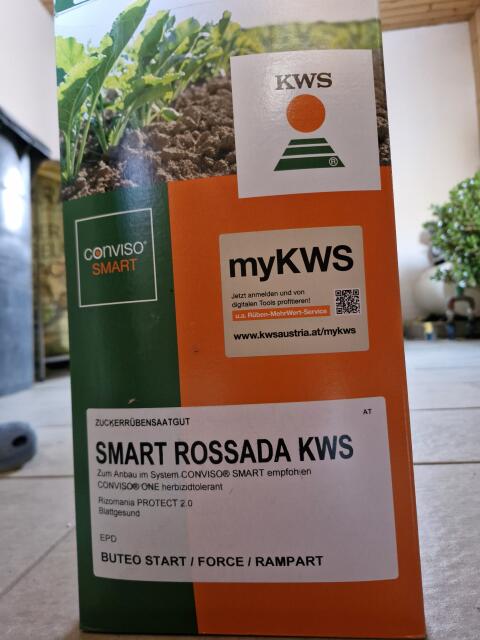 KWS
®
CONVISO®
SMART
myKWS
Jetzt anmelden und von
digitalen Tools profitieren!
u.a. Rüben-MehrWert-Service
www.kwsaustria.at/mykws
AT
ZUCKERRÜBENSAATGUT
SMART ROSSADA KWS
Zum Anbau im System CONVISO® SMART empfohlen
CONVISO® ONE herbizidtolerant
Rizomania PROTECT 2.0
Blattgesund
EPD
BUTEO START / FORCE / RAMPART